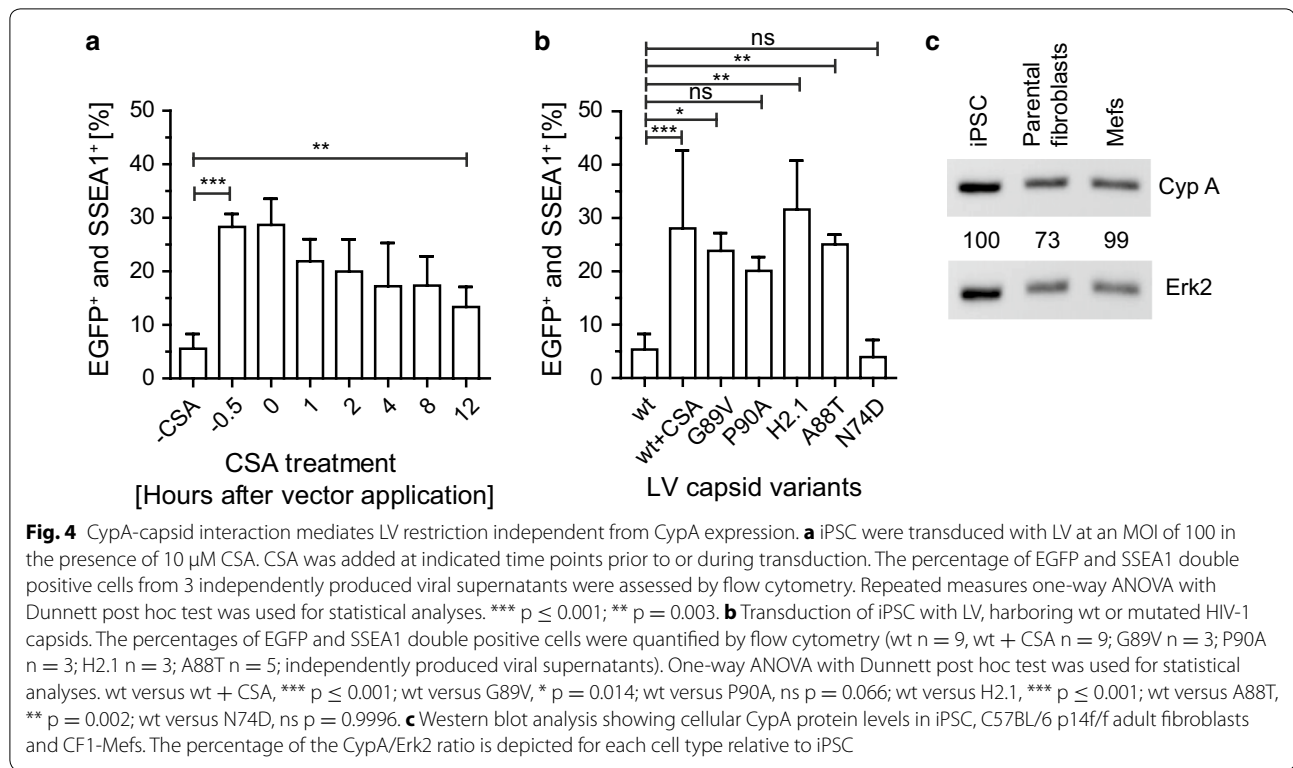 a
EGFP+ and SSEA1+ [%]
50
40
30
20
10
0
***
**
-CSA
-0.5
0
1
2
4
8
12
CSA treatment
[Hours after vector application]
b
EGFP+ and SSEA1+ [%]
50
40
30
20
10
0
ns
**
**
ns
*
***
wt
wt+CSA
G89V
P90A
H2.1
A88T
N74D
LV capsid variants
c
iPSC
Parental
fibroblasts
Mefs
Cyp A
100 73 99
Erk2
Fig. 4 CypA-capsid interaction mediates LV restriction independent from CypA expression. a iPSC were transduced with LV at an MOI of 100 in
the presence of 10 µM CSA. CSA was added at indicated time points prior to or during transduction. The percentage of EGFP and SSEA1 double
positive cells from 3 independently produced viral supernatants were assessed by flow cytometry. Repeated measures one-way ANOVA with
Dunnett post hoc test was used for statistical analyses. *** p ≤ 0.001; ** p = 0.003. b Transduction of iPSC with LV, harboring wt or mutated HIV-1
capsids. The percentages of EGFP and SSEA1 double positive cells were quantified by flow cytometry (wt n = 9, wt + CSA n = 9; G89V n = 3; P90A
n = 3; H2.1 n = 3; A88T n = 5; independently produced viral supernatants). One-way ANOVA with Dunnett post hoc test was used for statistical
analyses. wt versus wt + CSA, *** p ≤ 0.001; wt versus G89V, * p = 0.014; wt versus P90A, ns p = 0.066; wt versus H2.1, *** p ≤ 0.001; wt versus A88T,
** p = 0.002; wt versus N74D, ns p = 0.9996. c Western blot analysis showing cellular CypA protein levels in iPSC, C57BL/6 p14f/f adult fibroblasts
and CF1-Mefs. The percentage of the CypA/Erk2 ratio is depicted for each cell type relative to iPSC